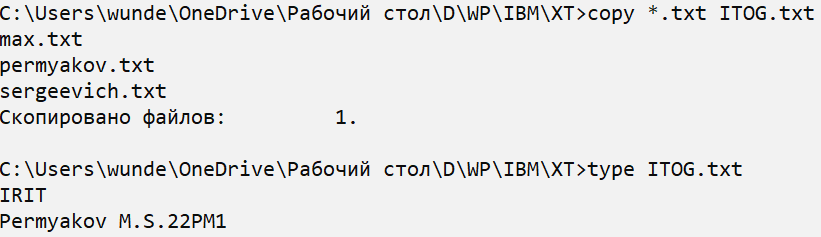 C:\Users\wunde\OneDrive\Рабочий стол\D\WP\IBM\XT>copy *.txt ITOG.txt
max.txt
permyakov.txt
sergeevich.txt
Скопировано файлов:         1.
C:\Users\wunde\OneDrive\Рабочий стол\D\WP\IBM\XT>type ITOG.txt
IRIT
Permyakov M.S.22PM1